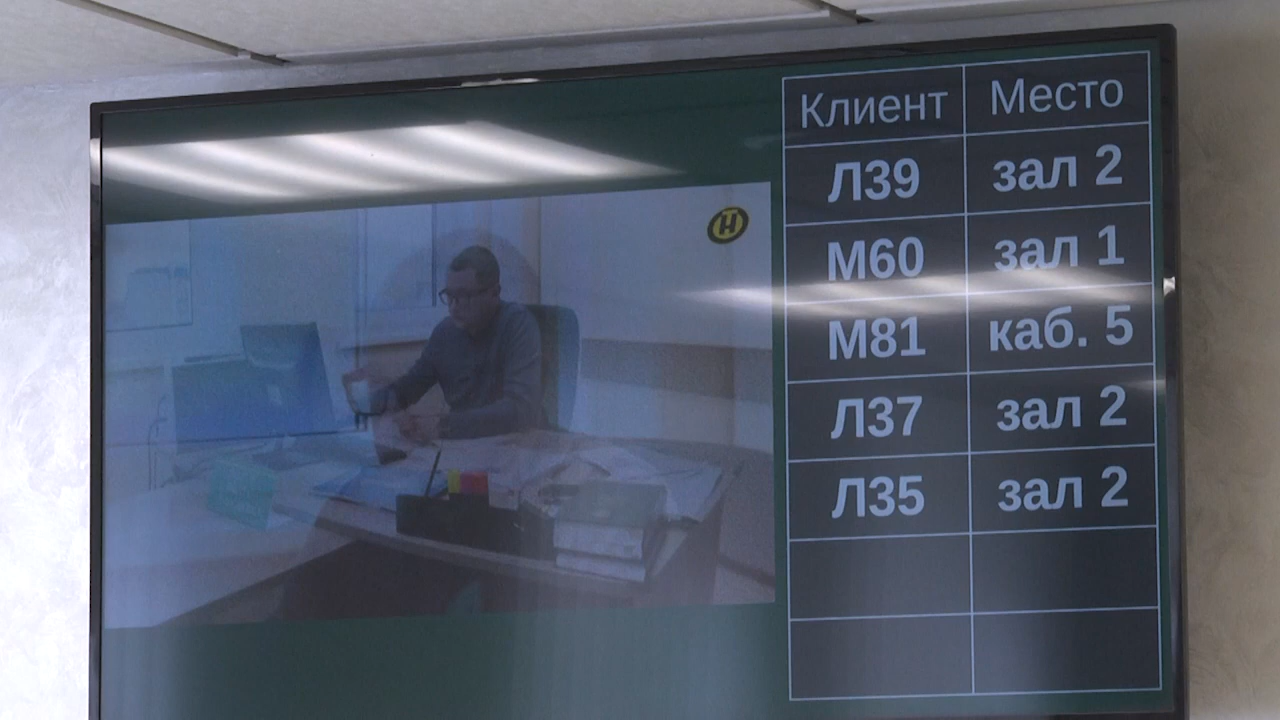 Клиент Место
Л39 зал 2
М60 зал 1
М81 каб. 5
Л37 зал 2
Л35 зал 2